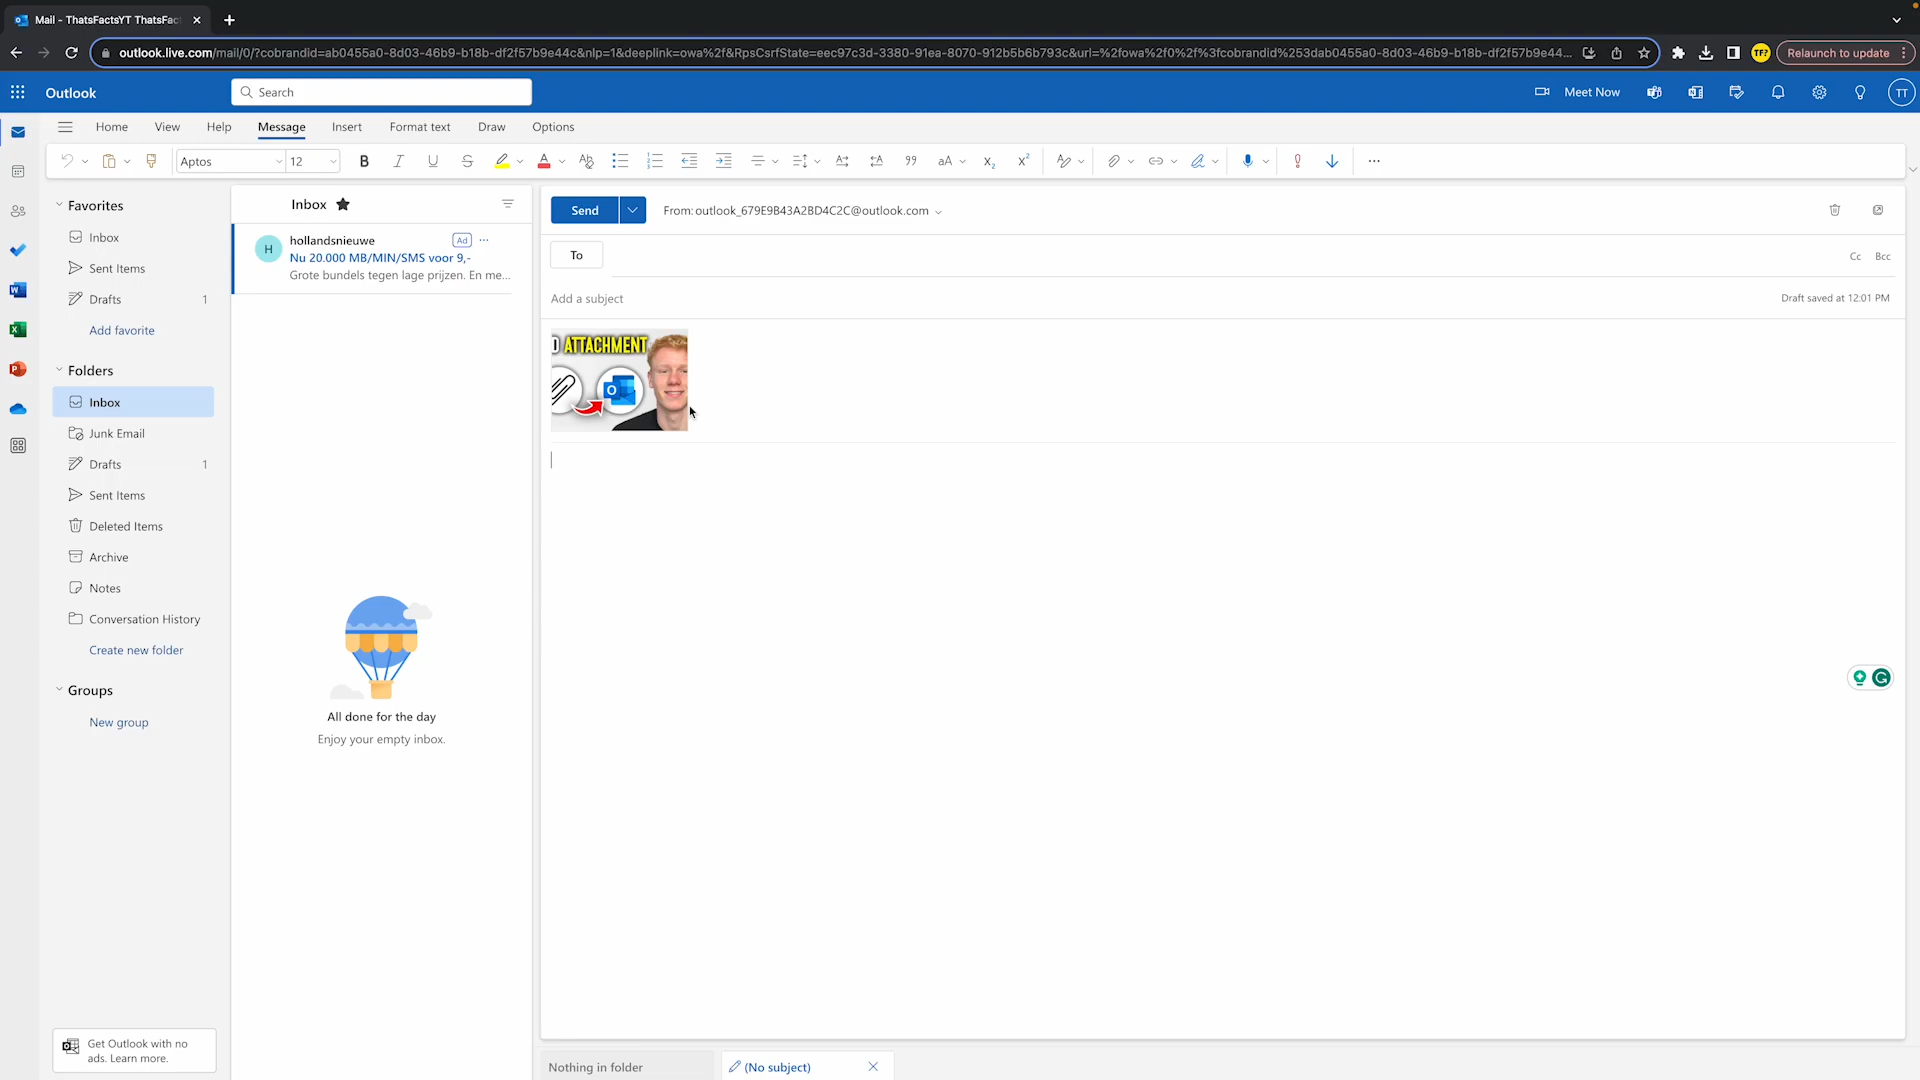 Mail - ThatsFactsYT ThatsFac
outlook.live.com/mail/0/?cobrandid=ab0455a0-8d03-46b9-b18b-df2f57b9e44c&nlp=1&deeplink=owa%2f&RpsCsrfState=eec97c3d-3380-91ea-8070-912b5b6b793c&url=%2fowa%2f0%2f%3fcobrandid%253dab0455a0-8d03-46b9-b18b-df2f57b9e44...
TF?
Relaunch to update
Outlook
Search
Meet Now
TT
Home
View
Help
Message
Insert
Format text
Draw
Options
Aptos
12
Favorites
Inbox
Sent Items
Drafts 1
Add favorite
Folders
Inbox
Junk Email
Drafts 1
Sent Items
Deleted Items
Archive
Notes
Conversation History
Create new folder
Groups
New group
Get Outlook with no
ads. Learn more.
Inbox
H
hollandsnieuwe
Ad
Nu 20.000 MB/MIN/SMS voor 9,-
Grote bundels tegen lage prijzen. En me...
All done for the day
Enjoy your empty inbox.
Send
From: outlook_679E9B43A2BD4C2C@outlook.com
To
Cc
Bcc
Add a subject
Draft saved at 12:01 PM
D ATTACHMENT
Nothing in folder
(No subject)